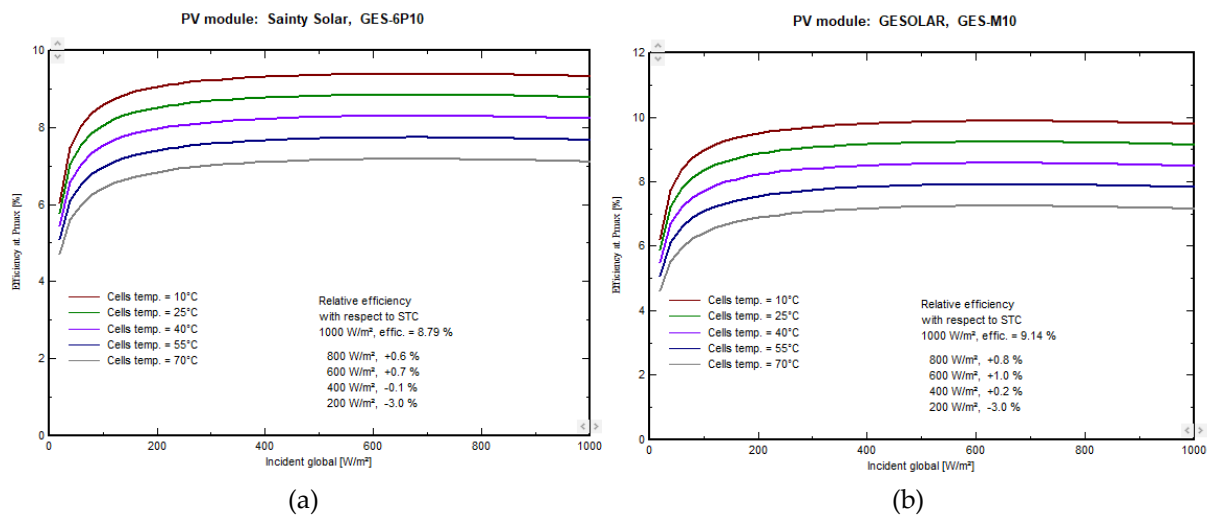 PV module: Sainty Solar, GES-6P10
10
8
6
4
2
0
Efficiency at Pmax [%]
Cells temp. = 10°C
Cells temp. = 25°C
Cells temp. = 40°C
Cells temp. = 55°C
Cells temp. = 70°C
Relative efficiency
with respect to STC
1000 W/m², effic. = 8.79 %
800 W/m², +0.6 %
600 W/m², +0.7 %
400 W/m², -0.1 %
200 W/m², -3.0 %
0 200 400 600 800 1000
Incident global [W/m²]
(a)
PV module: GESOLAR, GES-M10
12
10
8
6
4
2
0
Efficiency at Pmax [%]
Cells temp. = 10°C
Cells temp. = 25°C
Cells temp. = 40°C
Cells temp. = 55°C
Cells temp. = 70°C
Relative efficiency
with respect to STC
1000 W/m², effic. = 9.14 %
800 W/m², +0.8 %
600 W/m², +1.0 %
400 W/m², +0.2 %
200 W/m², -3.0 %
0 200 400 600 800 1000
Incident global [W/m²]
(b)